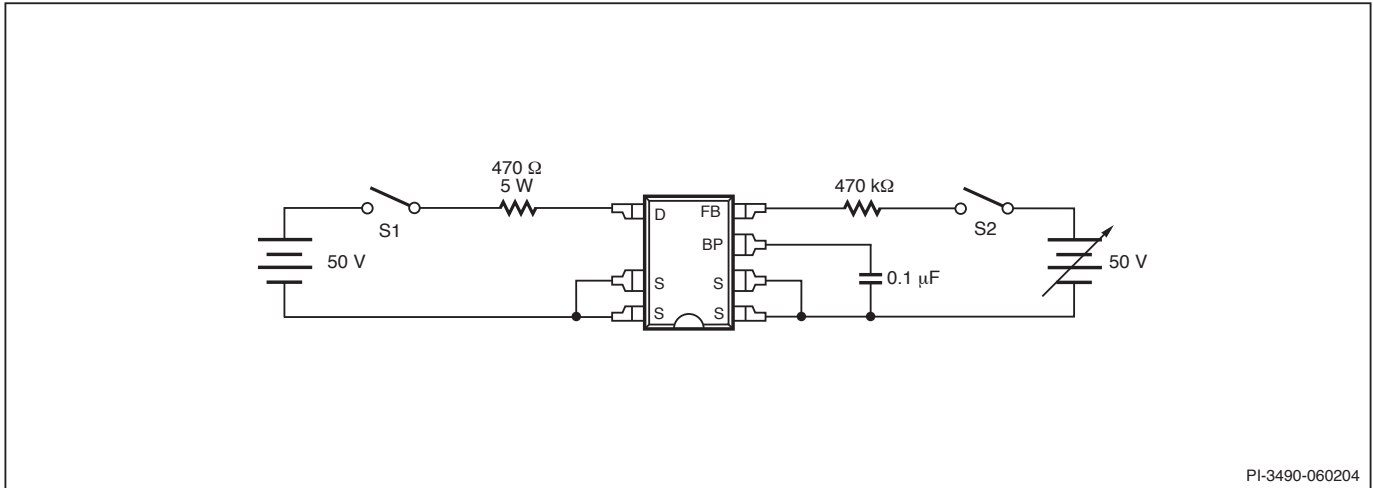 470 Ω
5 W
S1
50 V
D
FB
BP
S
S
S
S
470 kΩ
S2
50 V
0.1 μF
PI-3490-060204